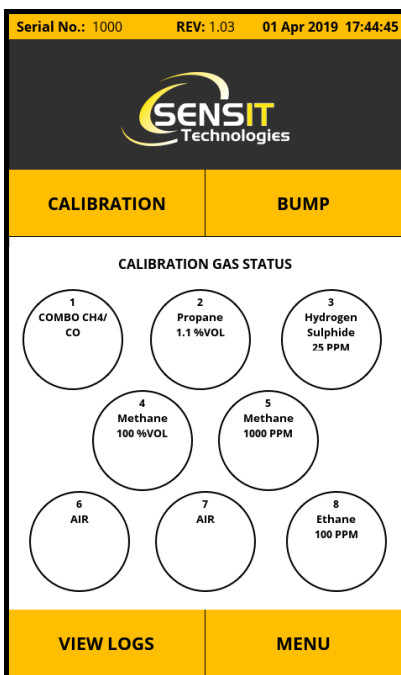 Serial No.: 1000 REV: 1.03 01 Apr 2019 17:44:45
SENSIT
Technologies
CALIBRATION BUMP
CALIBRATION GAS STATUS
1
COMBO CH4/
CO
2
Propane
1.1 %VOL
3
Hydrogen
Sulphide
25 PPM
4
Methane
100 %VOL
5
Methane
1000 PPM
6
AIR
7
AIR
8
Ethane
100 PPM
VIEW LOGS MENU